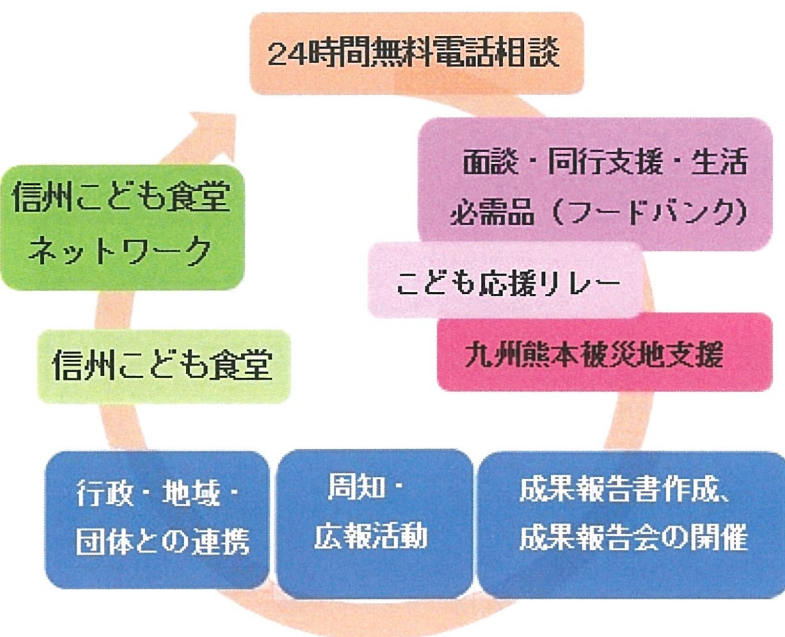 24時間無料電話相談
面談・同行支援・生活
必需品（フードバンク）
こども応援リレー
九州熊本被災地支援
成果報告書作成、
成果報告会の開催
周知・
広報活動
行政・地域・
団体との連携
信州こども食堂
信州こども食堂
ネットワーク